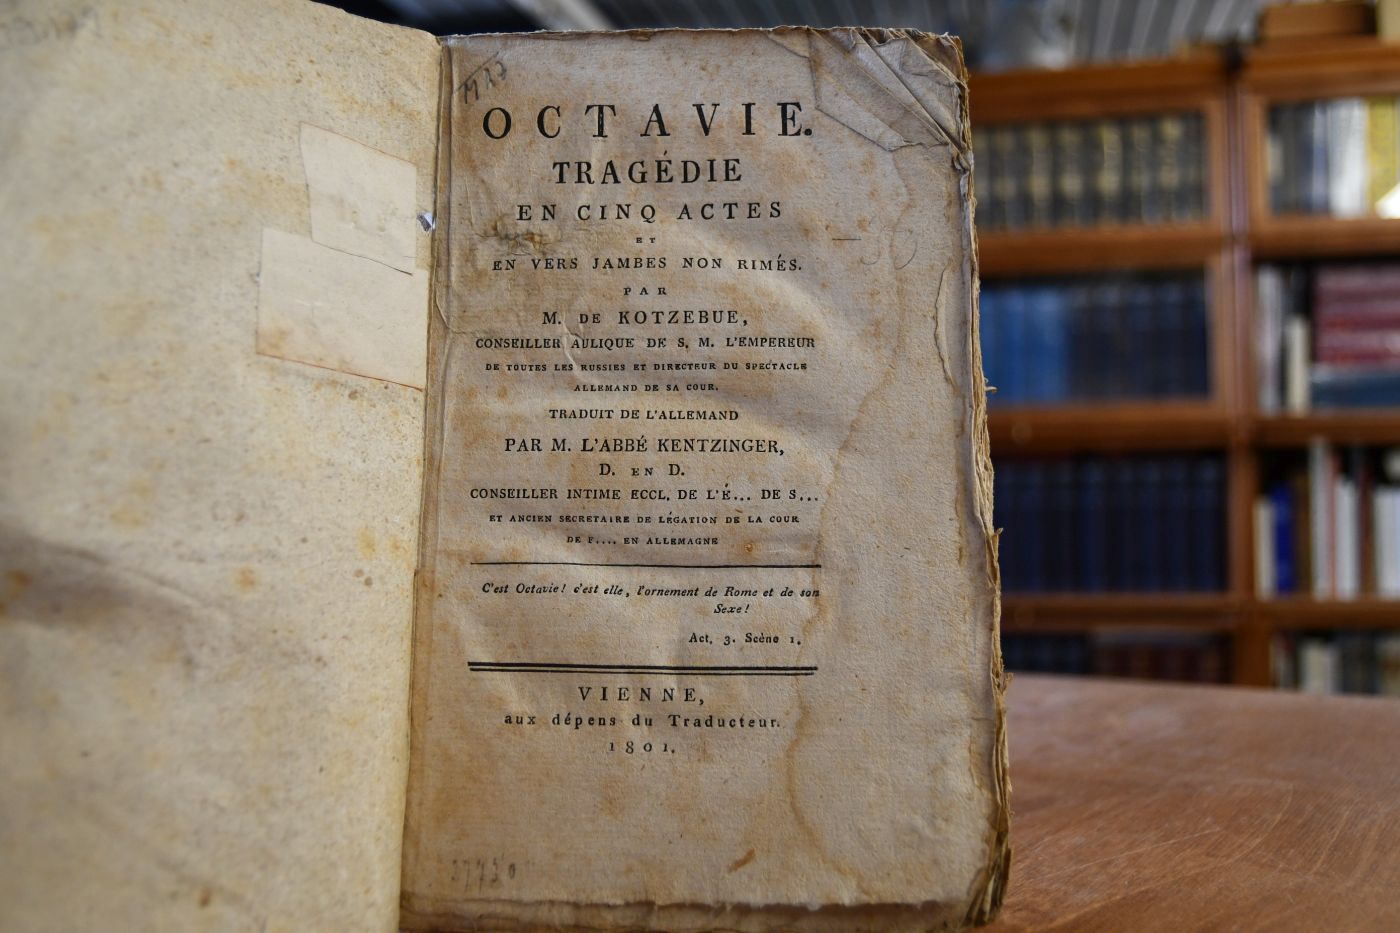 OCTAVIE.
TRAGÉDIE
EN CINQ ACTES
ET
EN VERS JAMBES NON RIMÉS.
PAR
M. DE KOTZEBUE,
CONSEILLER AULIQUE DE S. M. L'EMPEREUR
DE TOUTES LES RUSSIES ET DIRECTEUR DU SPECTACLE
ALLEMAND DE SA COUR.
TRADUIT DE L'ALLEMAND
PAR M. L'ABBÉ KENTZINGER,
D. EN D.
CONSEILLER INTIME ECCL. DE L'É... DE S...
ET ANCIEN SECRETAIRE DE LÉGATION DE LA COUR
DE F.... EN ALLEMAGNE
C'est Octavie! c'est elle, l'ornement de Rome et de son
Sexe!
Act. 3. Scène 1.
VIENNE,
aux dépens du Traducteur.
1801.